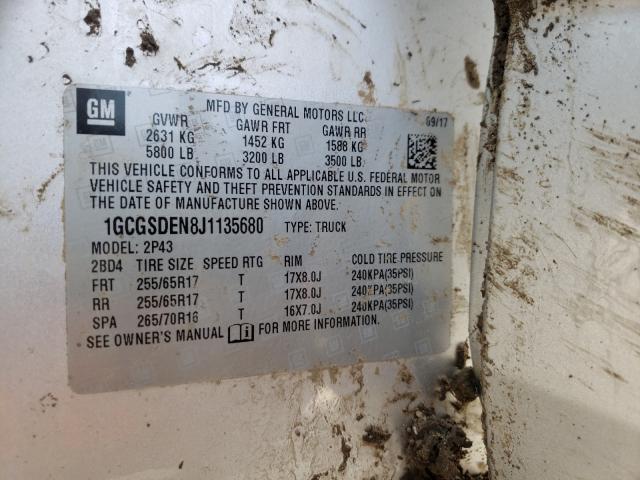 GM
MFD BY GENERAL MOTORS LLC
09/17
GVWR GAWR FRT GAWR RR
2631 KG 1452 KG 1588 KG
5800 LB 3200 LB 3500 LB
THIS VEHICLE CONFORMS TO ALL APPLICABLE U.S. FEDERAL MOTOR
VEHICLE SAFETY AND THEFT PREVENTION STANDARDS IN EFFECT ON
THE DATE OF MANUFACTURE SHOWN ABOVE.
1GCGSDEN8J1135680 TYPE: TRUCK
MODEL: 2P43
2BD4 TIRE SIZE SPEED RTG RIM COLD TIRE PRESSURE
FRT 255/65R17 T 17X8.0J 240KPA(35PSI)
RR 255/65R17 T 17X8.0J 240KPA(35PSI)
SPA 265/70R16 T 16X7.0J 240KPA(35PSI)
SEE OWNER'S MANUAL FOR MORE INFORMATION.